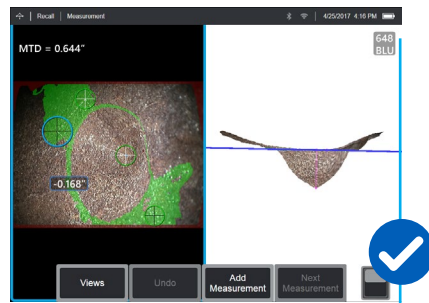 Recall | Measurement
4/25/2017 4:16 PM
MTD = 0.644"
648
BLU
-0.168"
Views
Undo
Add
Measurement
Next
Measurement